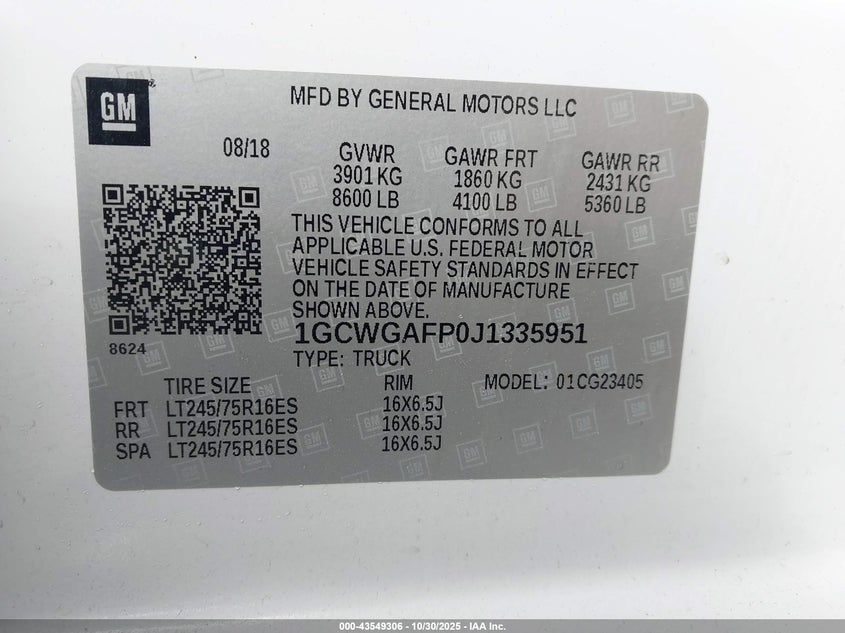 GM
MFD BY GENERAL MOTORS LLC
08/18 GVWR GAWR FRT GAWR RR
3901 KG 1860 KG 2431 KG
8600 LB 4100 LB 5360 LB
THIS VEHICLE CONFORMS TO ALL
APPLICABLE U.S. FEDERAL MOTOR
VEHICLE SAFETY STANDARDS IN EFFECT
ON THE DATE OF MANUFACTURE
SHOWN ABOVE.
1GCWGAFP0J1335951
8624
TYPE: TRUCK
TIRE SIZE RIM MODEL: 01CG23405
FRT LT245/75R16ES 16X6.5J
RR LT245/75R16ES 16X6.5J
SPA LT245/75R16ES 16X6.5J
000-43549306 - 10/30/2025 - IAA Inc.